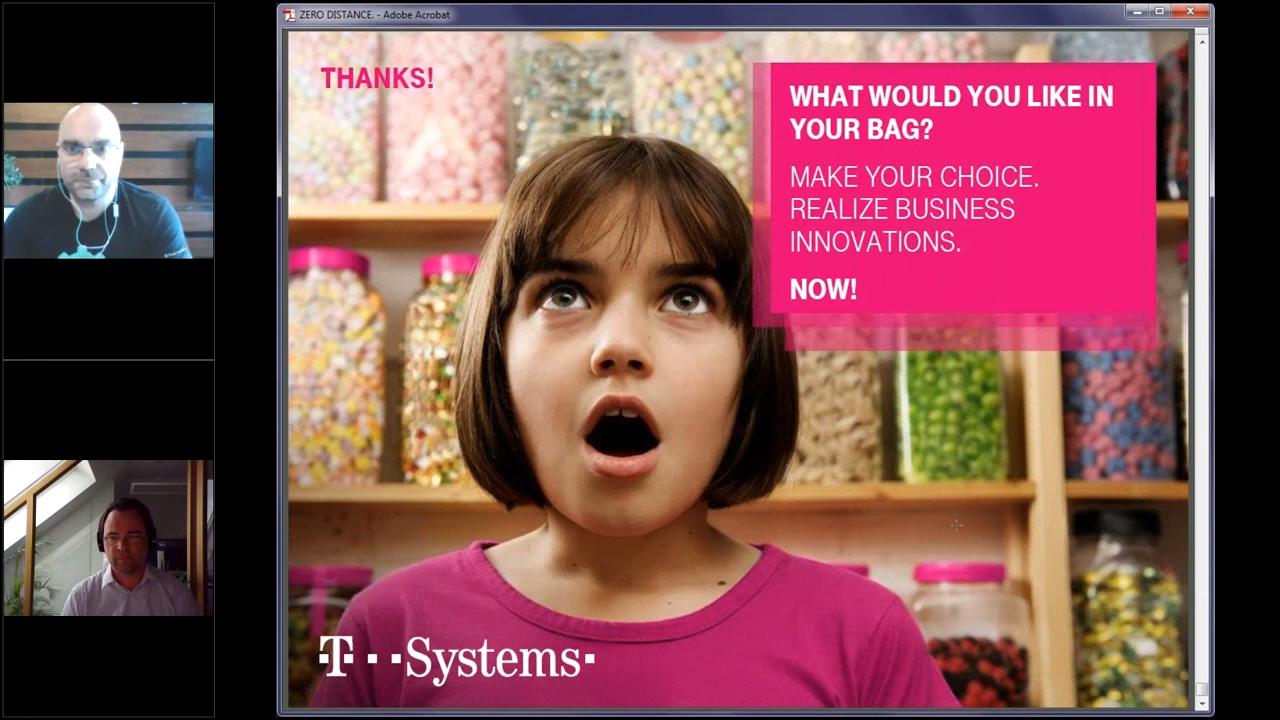 ZERO DISTANCE. - Adobe Acrobat
THANKS!
WHAT WOULD YOU LIKE IN
YOUR BAG?
MAKE YOUR CHOICE.
REALIZE BUSINESS
INNOVATIONS.
NOW!
T··Systems·